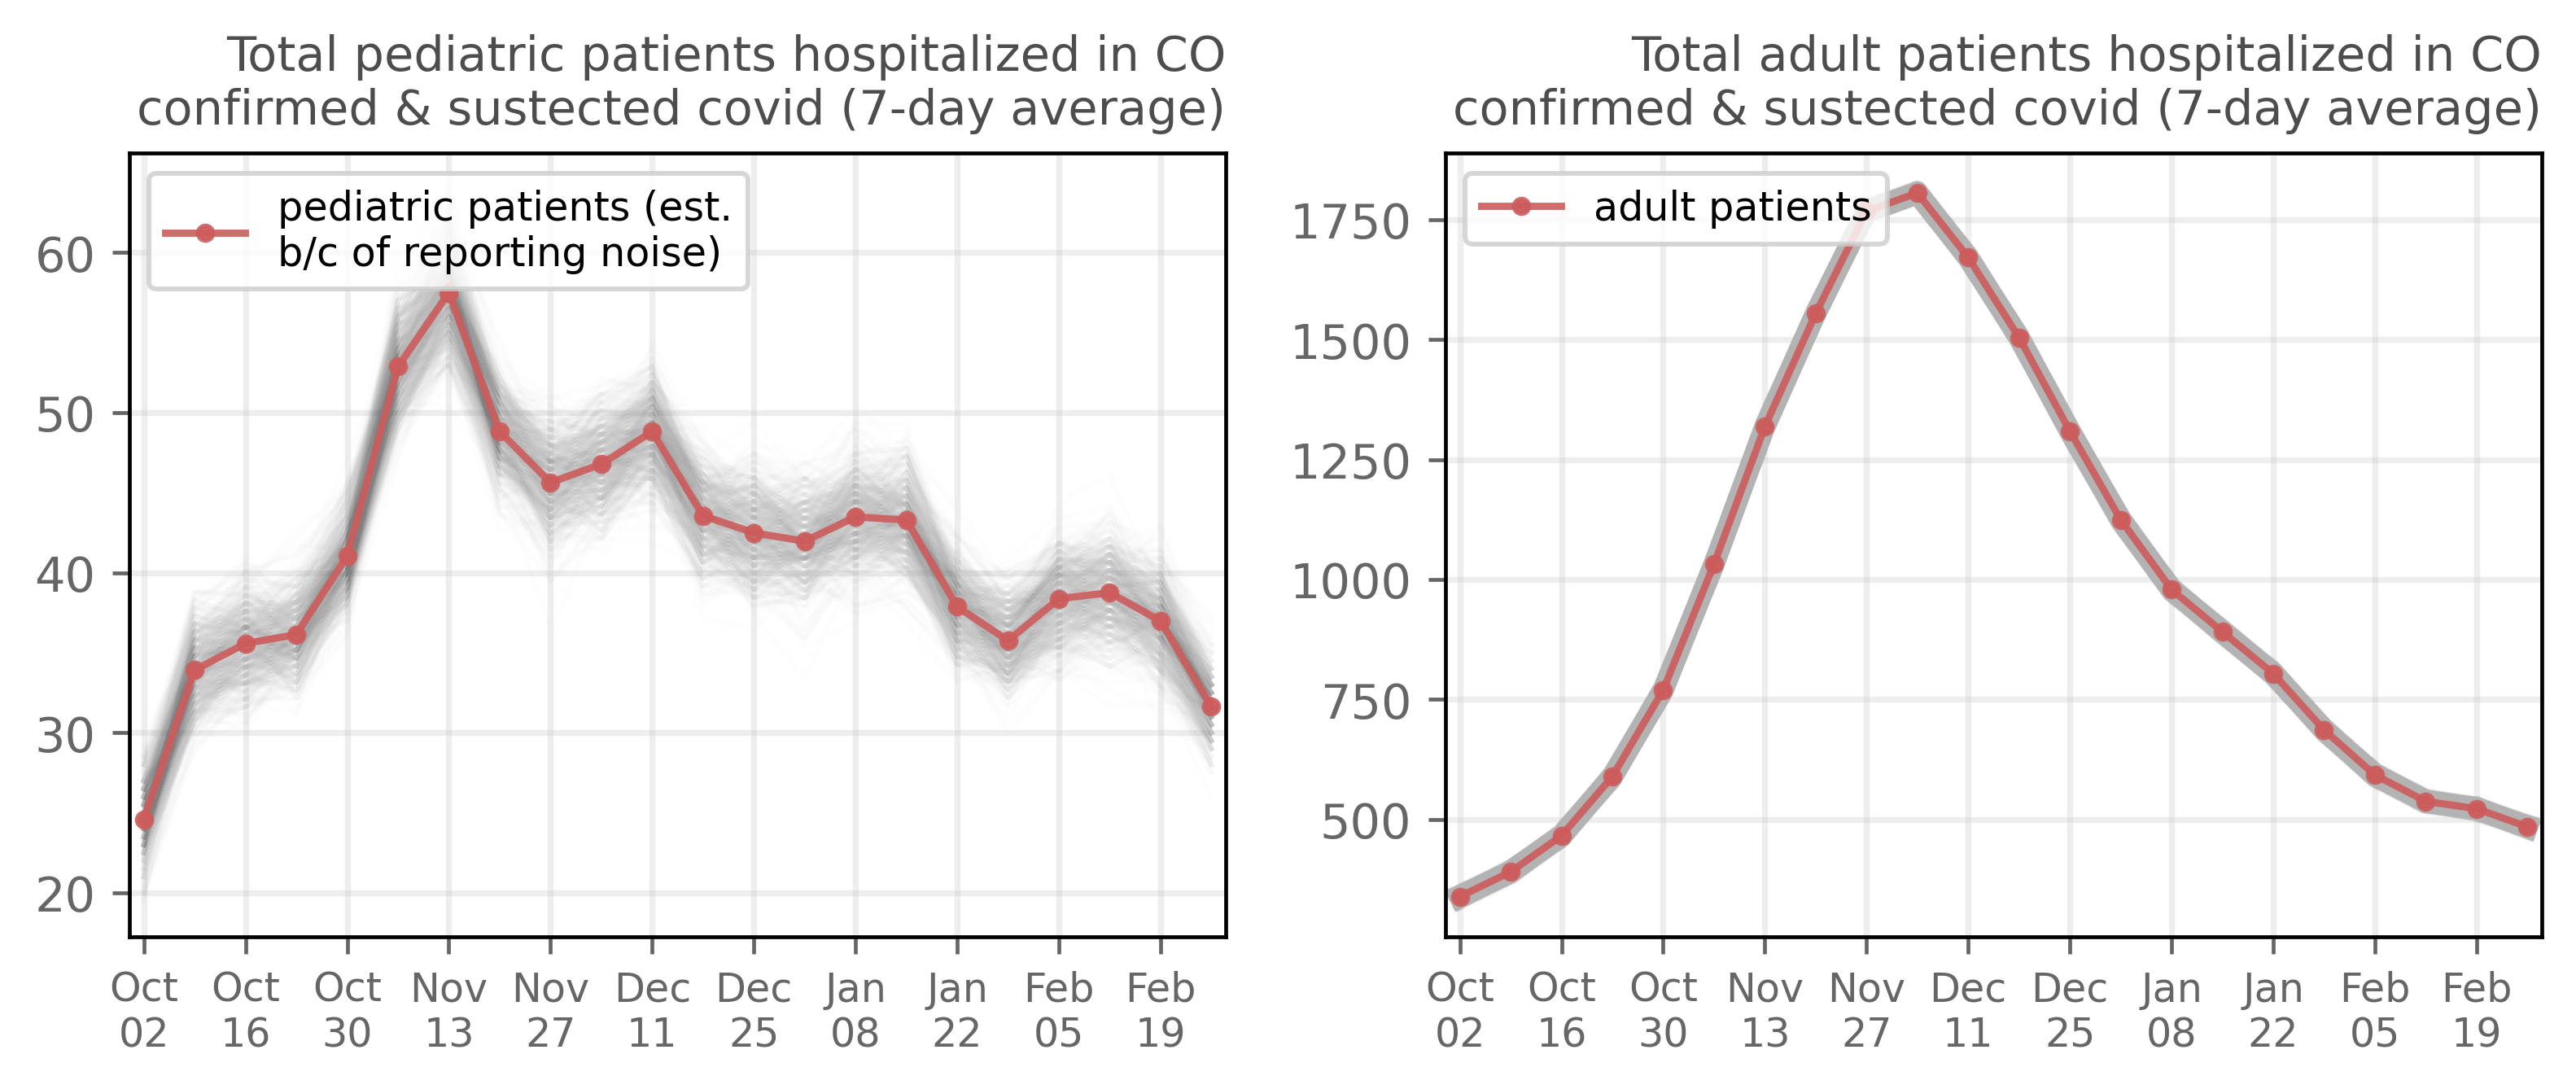 Total pediatric patients hospitalized in CO
confirmed & sustected covid (7-day average)
pediatric patients (est.
b/c of reporting noise)
60
50
40
30
20
Oct Oct Oct Nov Nov Dec Dec Jan Jan Feb Feb
02 16 30 13 27 11 25 08 22 05 19
Total adult patients hospitalized in CO
confirmed & sustected covid (7-day average)
adult patients
1750
1500
1250
1000
750
500
Oct Oct Oct Nov Nov Dec Dec Jan Jan Feb Feb
02 16 30 13 27 11 25 08 22 05 19